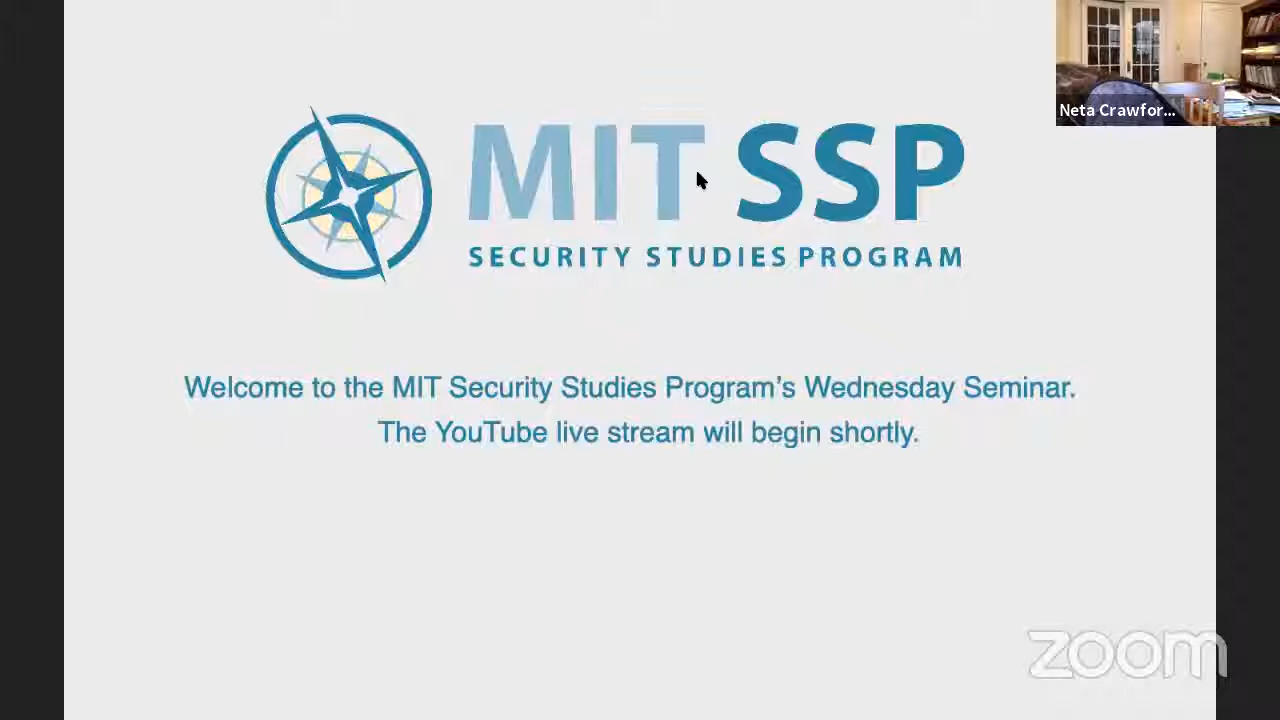 Neta Crawfor...
MIT SSP
SECURITY STUDIES PROGRAM
Welcome to the MIT Security Studies Program's Wednesday Seminar.
The YouTube live stream will begin shortly.
zoom